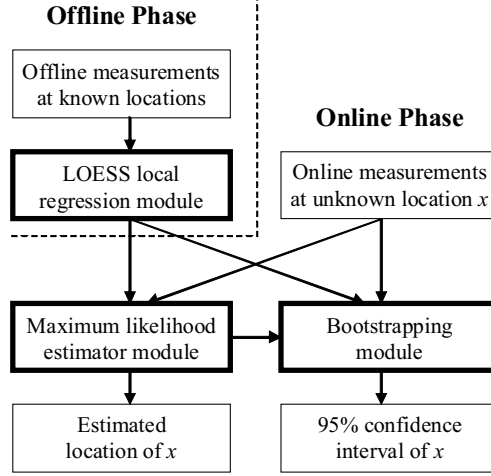 Offline Phase
Offline measurements
at known locations
Online Phase
LOESS local
regression module
Online measurements
at unknown location x
Maximum likelihood
estimator module
Bootstrapping
module
Estimated
location of x
95% confidence
interval of x